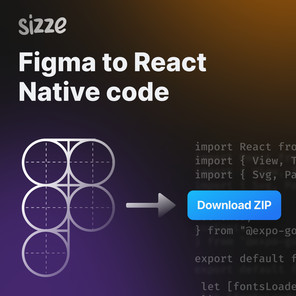 sizze
Figma to React
Native code
import React fro
import { View, T
import { Svg, Pa
Download ZIP
} from "@expo-go
export default f
let [fontsLoade